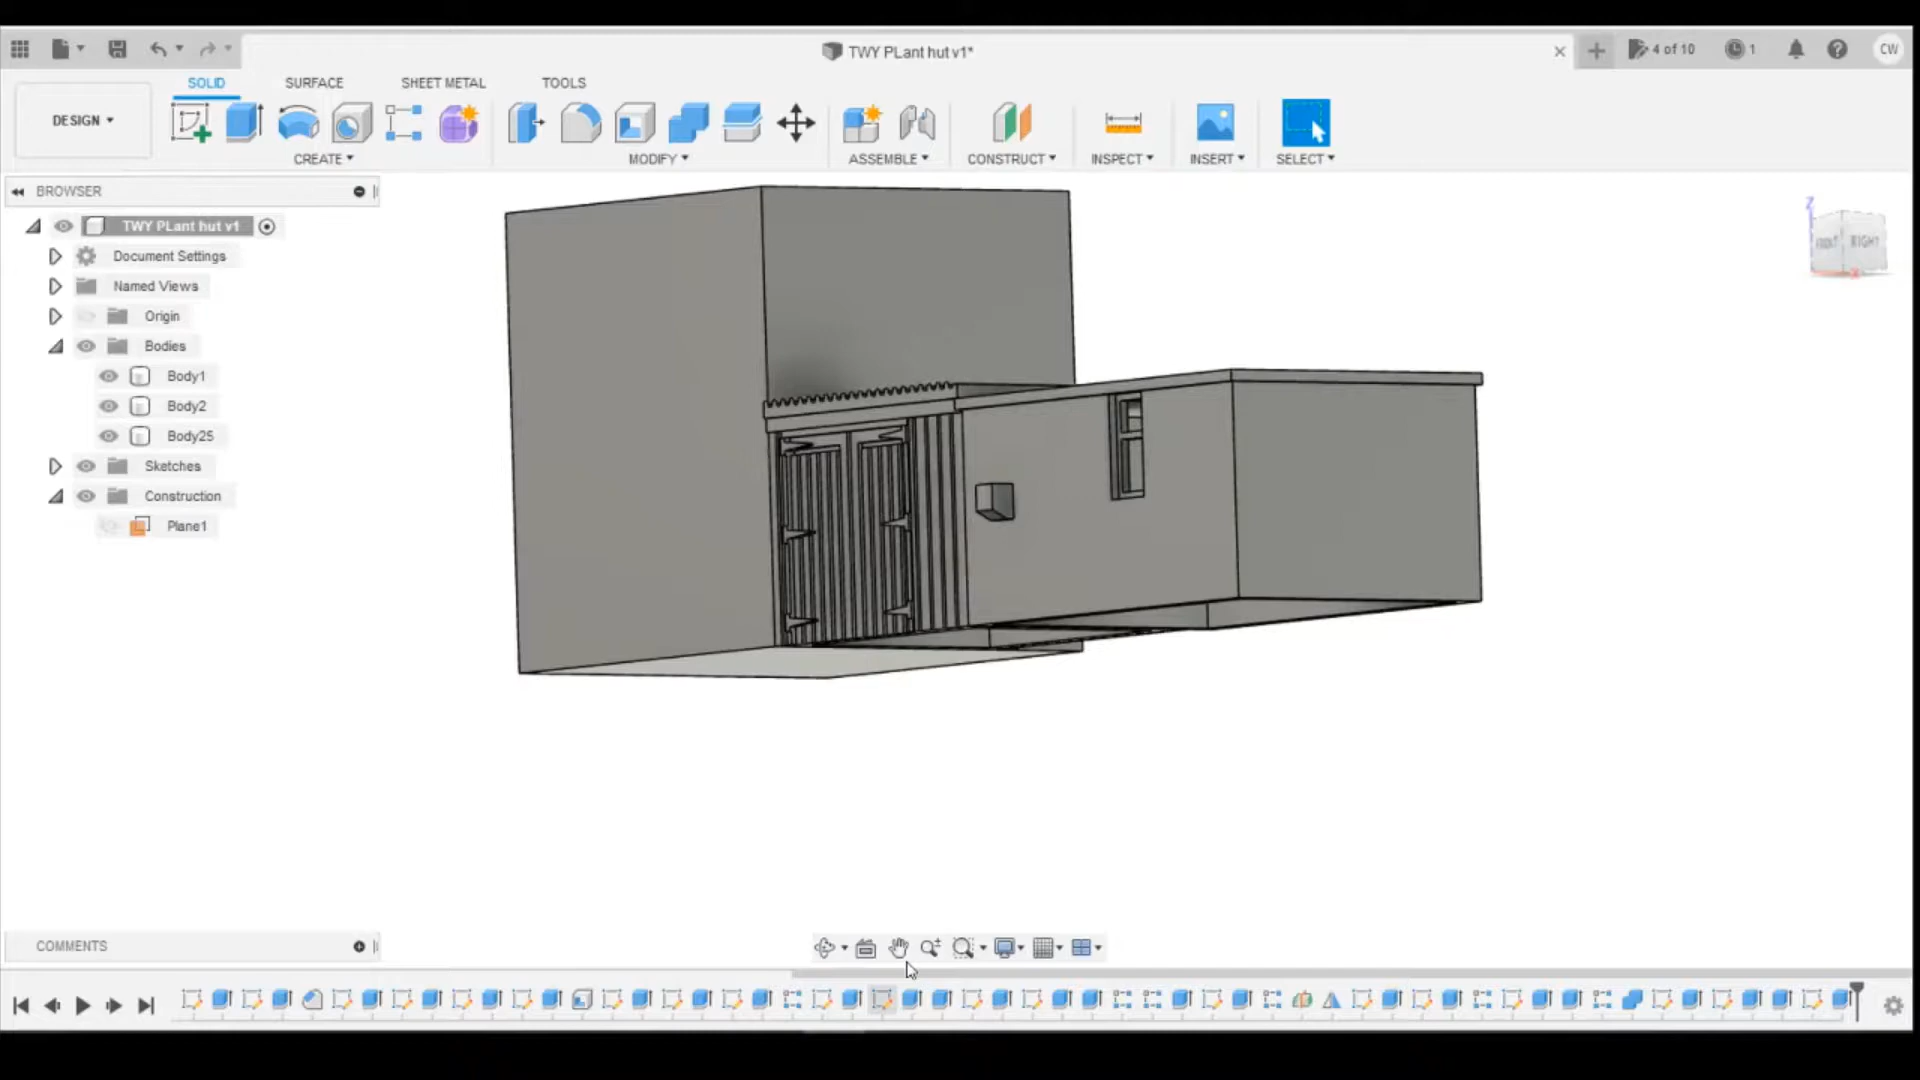 TWY PLant hut v1*
4 of 10
1
CW
DESIGN
SOLID
SURFACE
SHEET METAL
TOOLS
CREATE
MODIFY
ASSEMBLE
CONSTRUCT
INSPECT
INSERT
SELECT
BROWSER
TWY PLant hut v1
Document Settings
Named Views
Origin
Bodies
Body1
Body2
Body25
Sketches
Construction
Plane1
Z
FRONT
RIGHT
X
COMMENTS